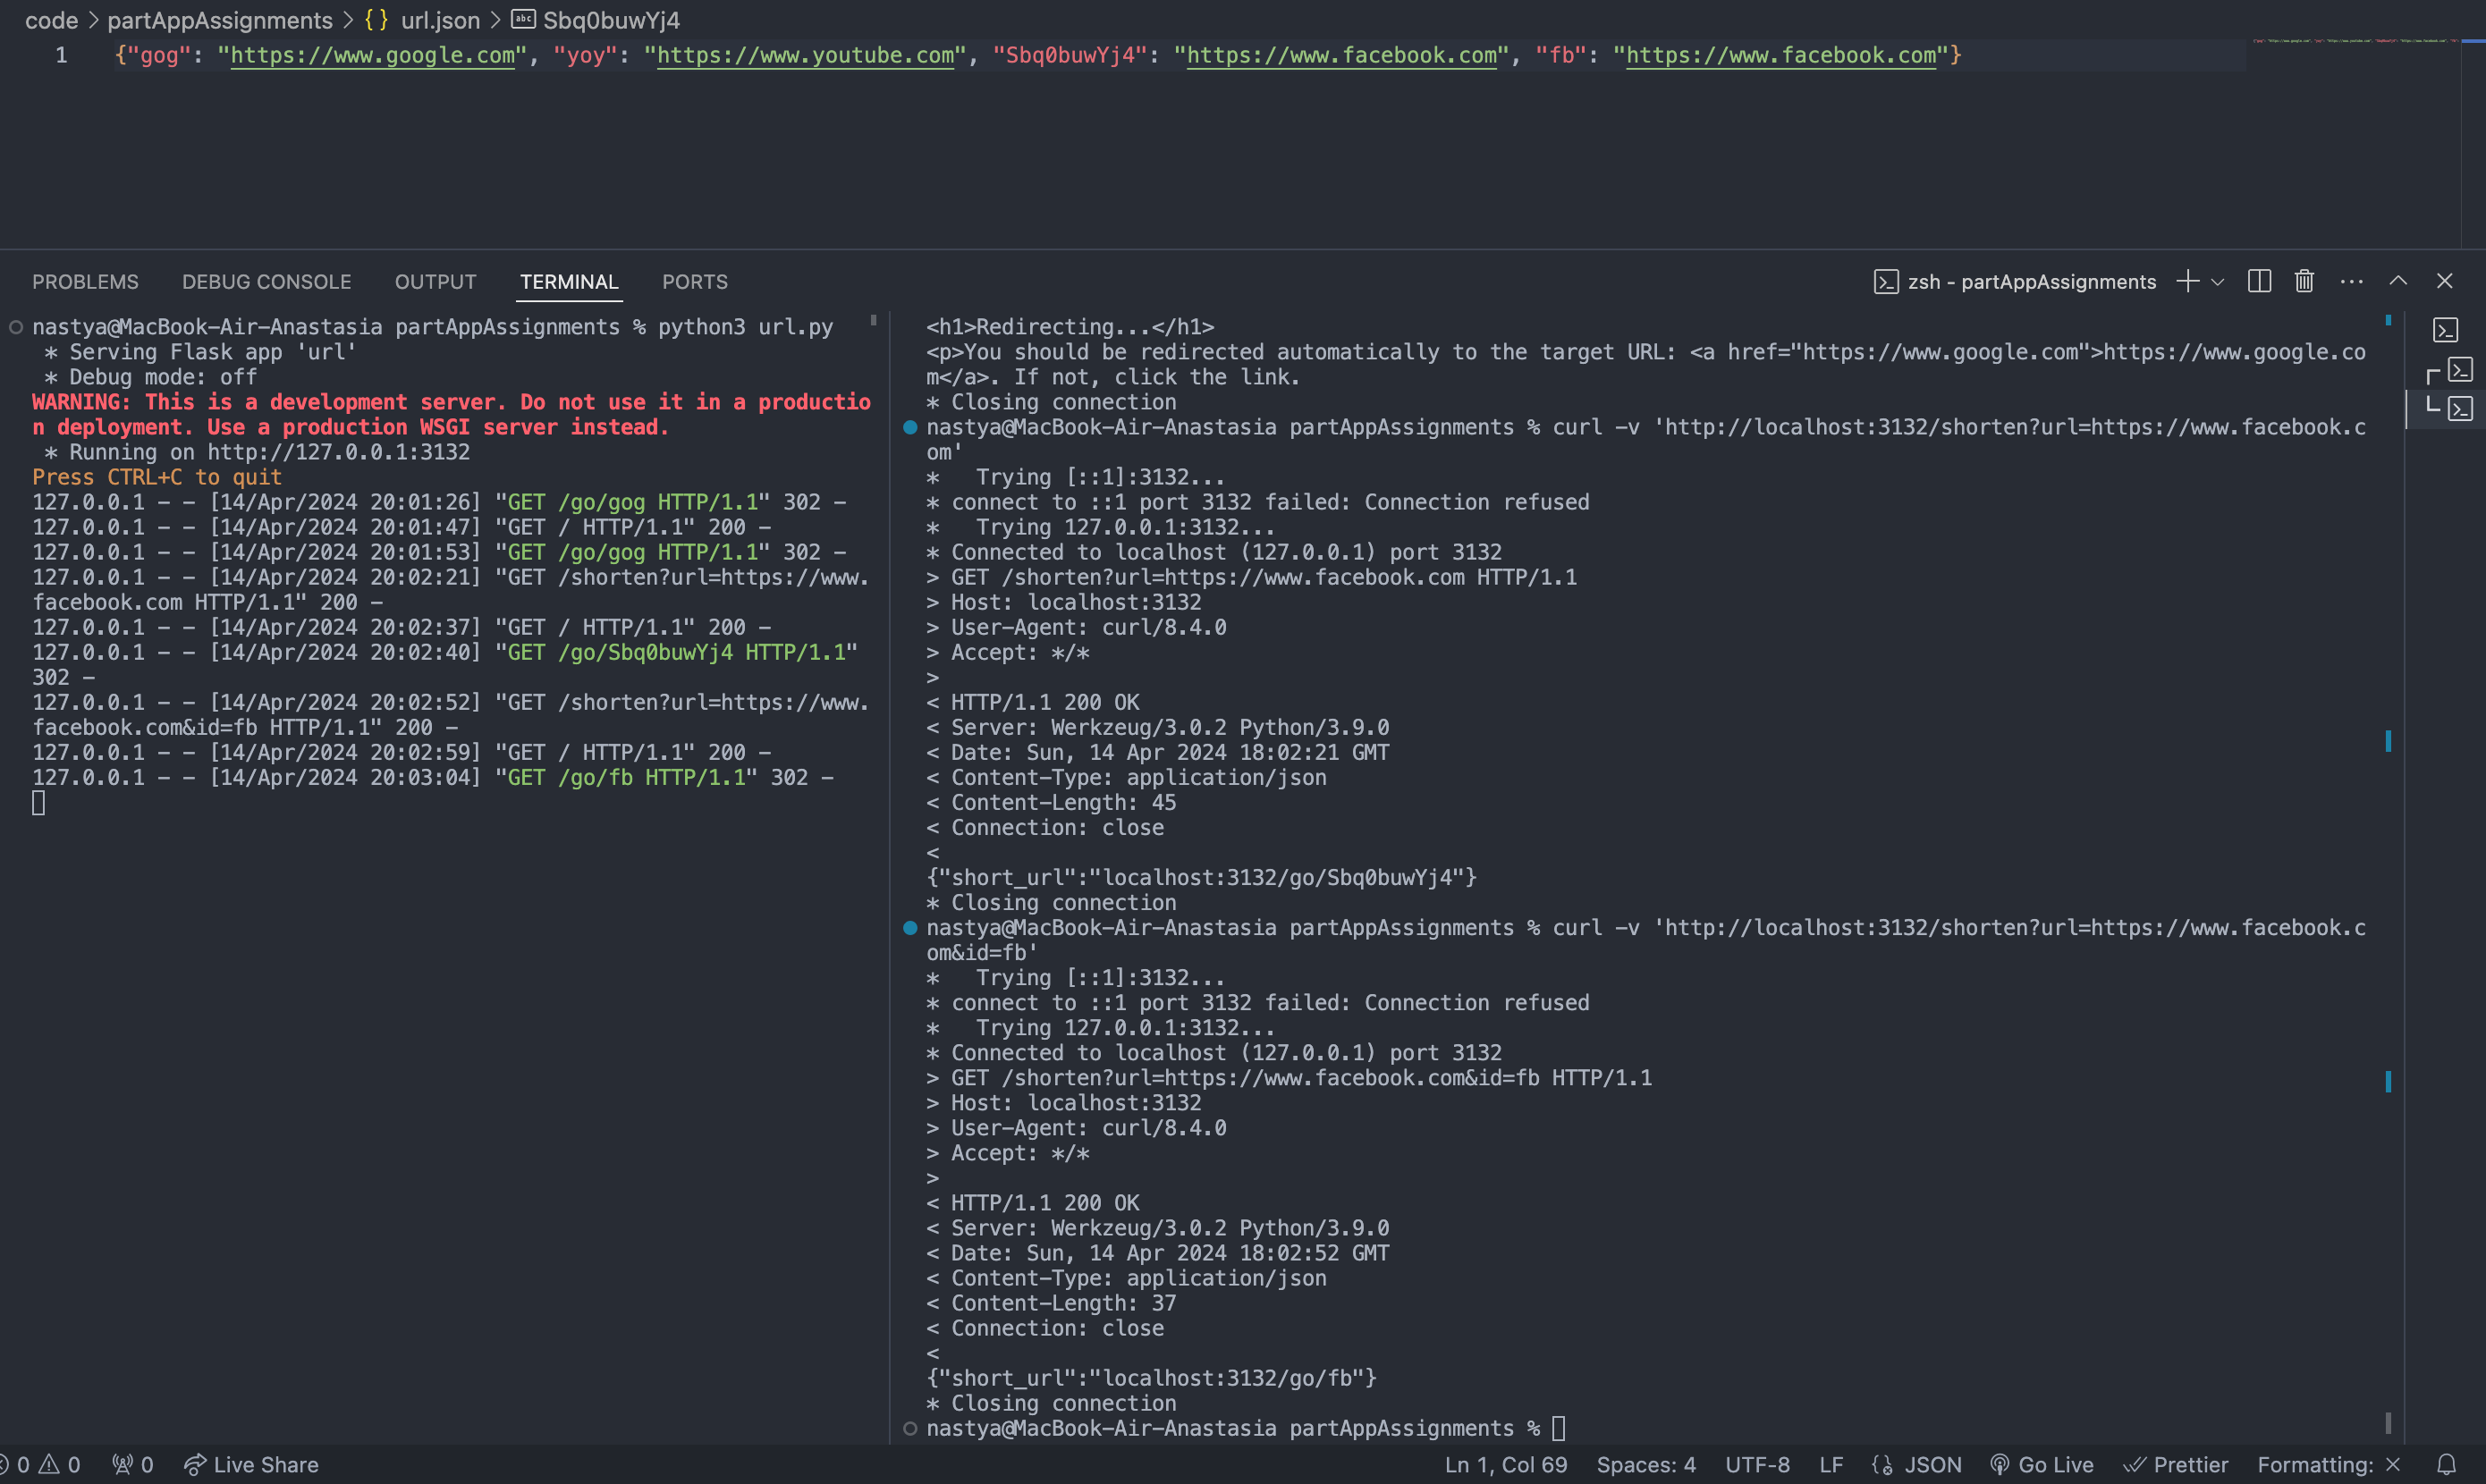 code > partAppAssignments > {} url.json > abc Sbq0buwYj4
1 {"gog": "https://www.google.com", "yoy": "https://www.youtube.com", "Sbq0buwYj4": "https://www.facebook.com", "fb": "https://www.facebook.com"}
PROBLEMS DEBUG CONSOLE OUTPUT TERMINAL PORTS zsh - partAppAssignments
nastya@MacBook-Air-Anastasia partAppAssignments % python3 url.py
 * Serving Flask app 'url'
 * Debug mode: off
WARNING: This is a development server. Do not use it in a productio
n deployment. Use a production WSGI server instead.
 * Running on http://127.0.0.1:3132
Press CTRL+C to quit
127.0.0.1 - - [14/Apr/2024 20:01:26] "GET /go/gog HTTP/1.1" 302 -
127.0.0.1 - - [14/Apr/2024 20:01:47] "GET / HTTP/1.1" 200 -
127.0.0.1 - - [14/Apr/2024 20:01:53] "GET /go/gog HTTP/1.1" 302 -
127.0.0.1 - - [14/Apr/2024 20:02:21] "GET /shorten?url=https://www.
facebook.com HTTP/1.1" 200 -
127.0.0.1 - - [14/Apr/2024 20:02:37] "GET / HTTP/1.1" 200 -
127.0.0.1 - - [14/Apr/2024 20:02:40] "GET /go/Sbq0buwYj4 HTTP/1.1"
302 -
127.0.0.1 - - [14/Apr/2024 20:02:52] "GET /shorten?url=https://www.
facebook.com&id=fb HTTP/1.1" 200 -
127.0.0.1 - - [14/Apr/2024 20:02:59] "GET / HTTP/1.1" 200 -
127.0.0.1 - - [14/Apr/2024 20:03:04] "GET /go/fb HTTP/1.1" 302 -
<h1>Redirecting...</h1>
<p>You should be redirected automatically to the target URL: <a href="https://www.google.com">https://www.google.co
m</a>. If not, click the link.
* Closing connection
nastya@MacBook-Air-Anastasia partAppAssignments % curl -v 'http://localhost:3132/shorten?url=https://www.facebook.c
om'
*   Trying [::1]:3132...
* connect to ::1 port 3132 failed: Connection refused
*   Trying 127.0.0.1:3132...
* Connected to localhost (127.0.0.1) port 3132
> GET /shorten?url=https://www.facebook.com HTTP/1.1
> Host: localhost:3132
> User-Agent: curl/8.4.0
> Accept: */*
>
< HTTP/1.1 200 OK
< Server: Werkzeug/3.0.2 Python/3.9.0
< Date: Sun, 14 Apr 2024 18:02:21 GMT
< Content-Type: application/json
< Content-Length: 45
< Connection: close
<
{"short_url":"localhost:3132/go/Sbq0buwYj4"}
* Closing connection
nastya@MacBook-Air-Anastasia partAppAssignments % curl -v 'http://localhost:3132/shorten?url=https://www.facebook.c
om&id=fb'
*   Trying [::1]:3132...
* connect to ::1 port 3132 failed: Connection refused
*   Trying 127.0.0.1:3132...
* Connected to localhost (127.0.0.1) port 3132
> GET /shorten?url=https://www.facebook.com&id=fb HTTP/1.1
> Host: localhost:3132
> User-Agent: curl/8.4.0
> Accept: */*
>
< HTTP/1.1 200 OK
< Server: Werkzeug/3.0.2 Python/3.9.0
< Date: Sun, 14 Apr 2024 18:02:52 GMT
< Content-Type: application/json
< Content-Length: 37
< Connection: close
<
{"short_url":"localhost:3132/go/fb"}
* Closing connection
nastya@MacBook-Air-Anastasia partAppAssignments %
0 0 0 Live Share Ln 1, Col 69 Spaces: 4 UTF-8 LF JSON Go Live Prettier Formatting: ×